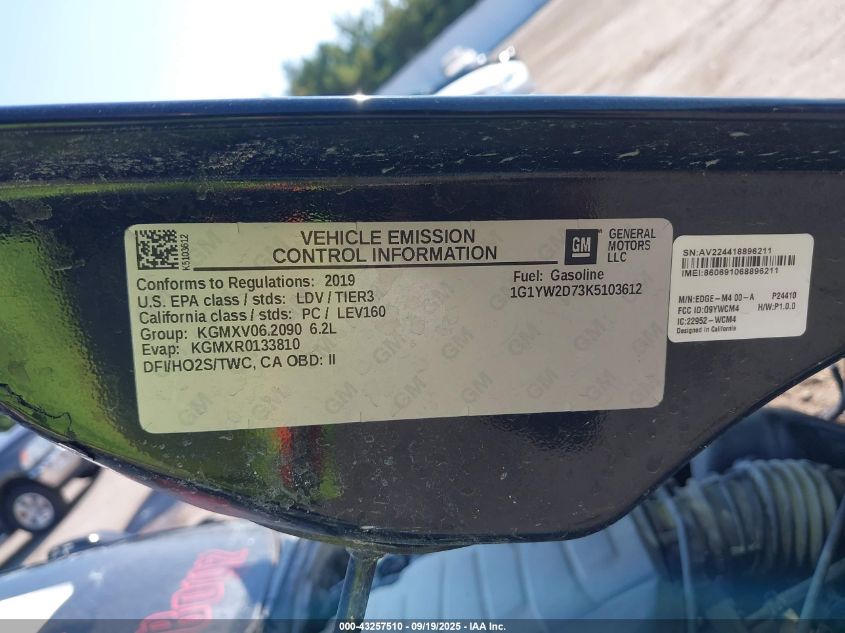 VEHICLE EMISSION
CONTROL INFORMATION
GM
GENERAL
MOTORS
LLC
K5103612
Conforms to Regulations: 2019
U.S. EPA class / stds: LDV / TIER3
California class / stds: PC / LEV160
Group: KGMXV06.2090 6.2L
Evap: KGMXR0133810
DFI/HO2S/TWC, CA OBD: II
Fuel: Gasoline
1G1YW2D73K5103612
SN:AV224418896211
IMEI:860691068896211
M/N:EDGE-M4 00-A P24410
FCC ID:O9YWCM4 H/W:P1.0.0
IC:22952-WCM4
Designed in California
000-43257510 - 09/19/2025 - IAA Inc.